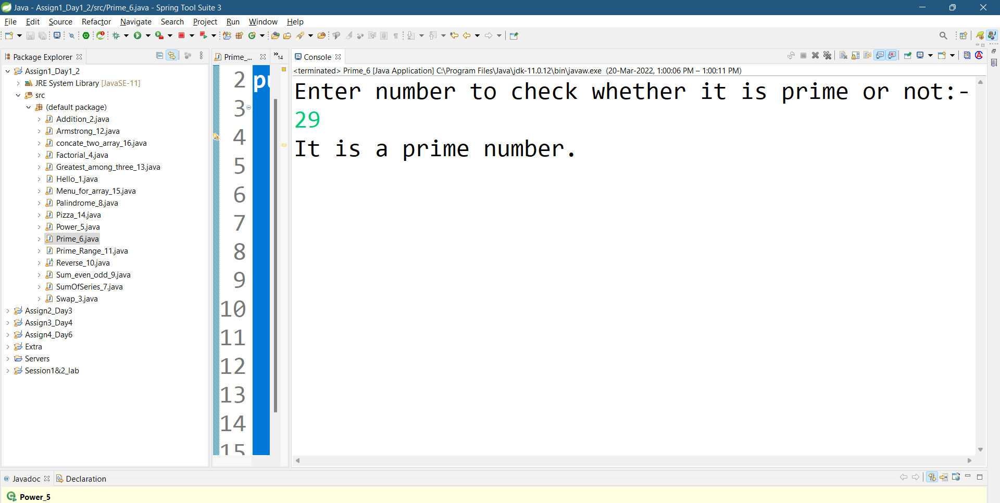 Java - Assign1_Day1_2/src/Prime_6.java - Spring Tool Suite 3
File Edit Source Refactor Navigate Search Project Run Window Help
Package Explorer
Assign1_Day1_2
JRE System Library [JavaSE-11]
src
(default package)
Addition_2.java
Armstrong_12.java
concate_two_array_16.java
Factorial_4.java
Greatest_among_three_13.java
Hello_1.java
Menu_for_array_15.java
Palindrome_8.java
Pizza_14.java
Power_5.java
Prime_6.java
Prime_Range_11.java
Reverse_10.java
Sum_even_odd_9.java
SumOfSeries_7.java
Swap_3.java
Assign2_Day3
Assign3_Day4
Assign4_Day6
Extra
Servers
Session1&2_lab
Prime_... »14
2 pu
3
4
5
6
7
8
9
10
11
12
13
14
15
Console
<terminated> Prime_6 [Java Application] C:\Program Files\Java\jdk-11.0.12\bin\javaw.exe (20-Mar-2022, 1:00:06 PM – 1:00:11 PM)
Enter number to check whether it is prime or not:-
29
It is a prime number.
@ Javadoc Declaration
Power_5